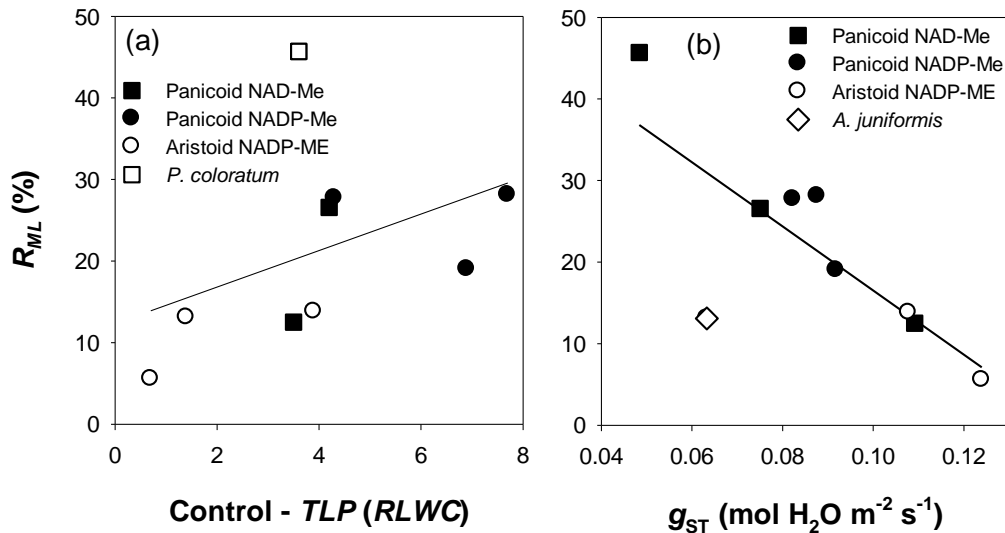 (a)
Panicoid NAD-Me
Panicoid NADP-Me
Aristoid NADP-ME
P. coloratum
50
40
30
20
10
0
R_ML (%)
0 2 4 6 8
Control - TLP (RLWC)
(b)
Panicoid NAD-Me
Panicoid NADP-Me
Aristoid NADP-ME
A. juniformis
50
40
30
20
10
0
0.04 0.06 0.08 0.10 0.12
g_ST (mol H₂O m⁻² s⁻¹)